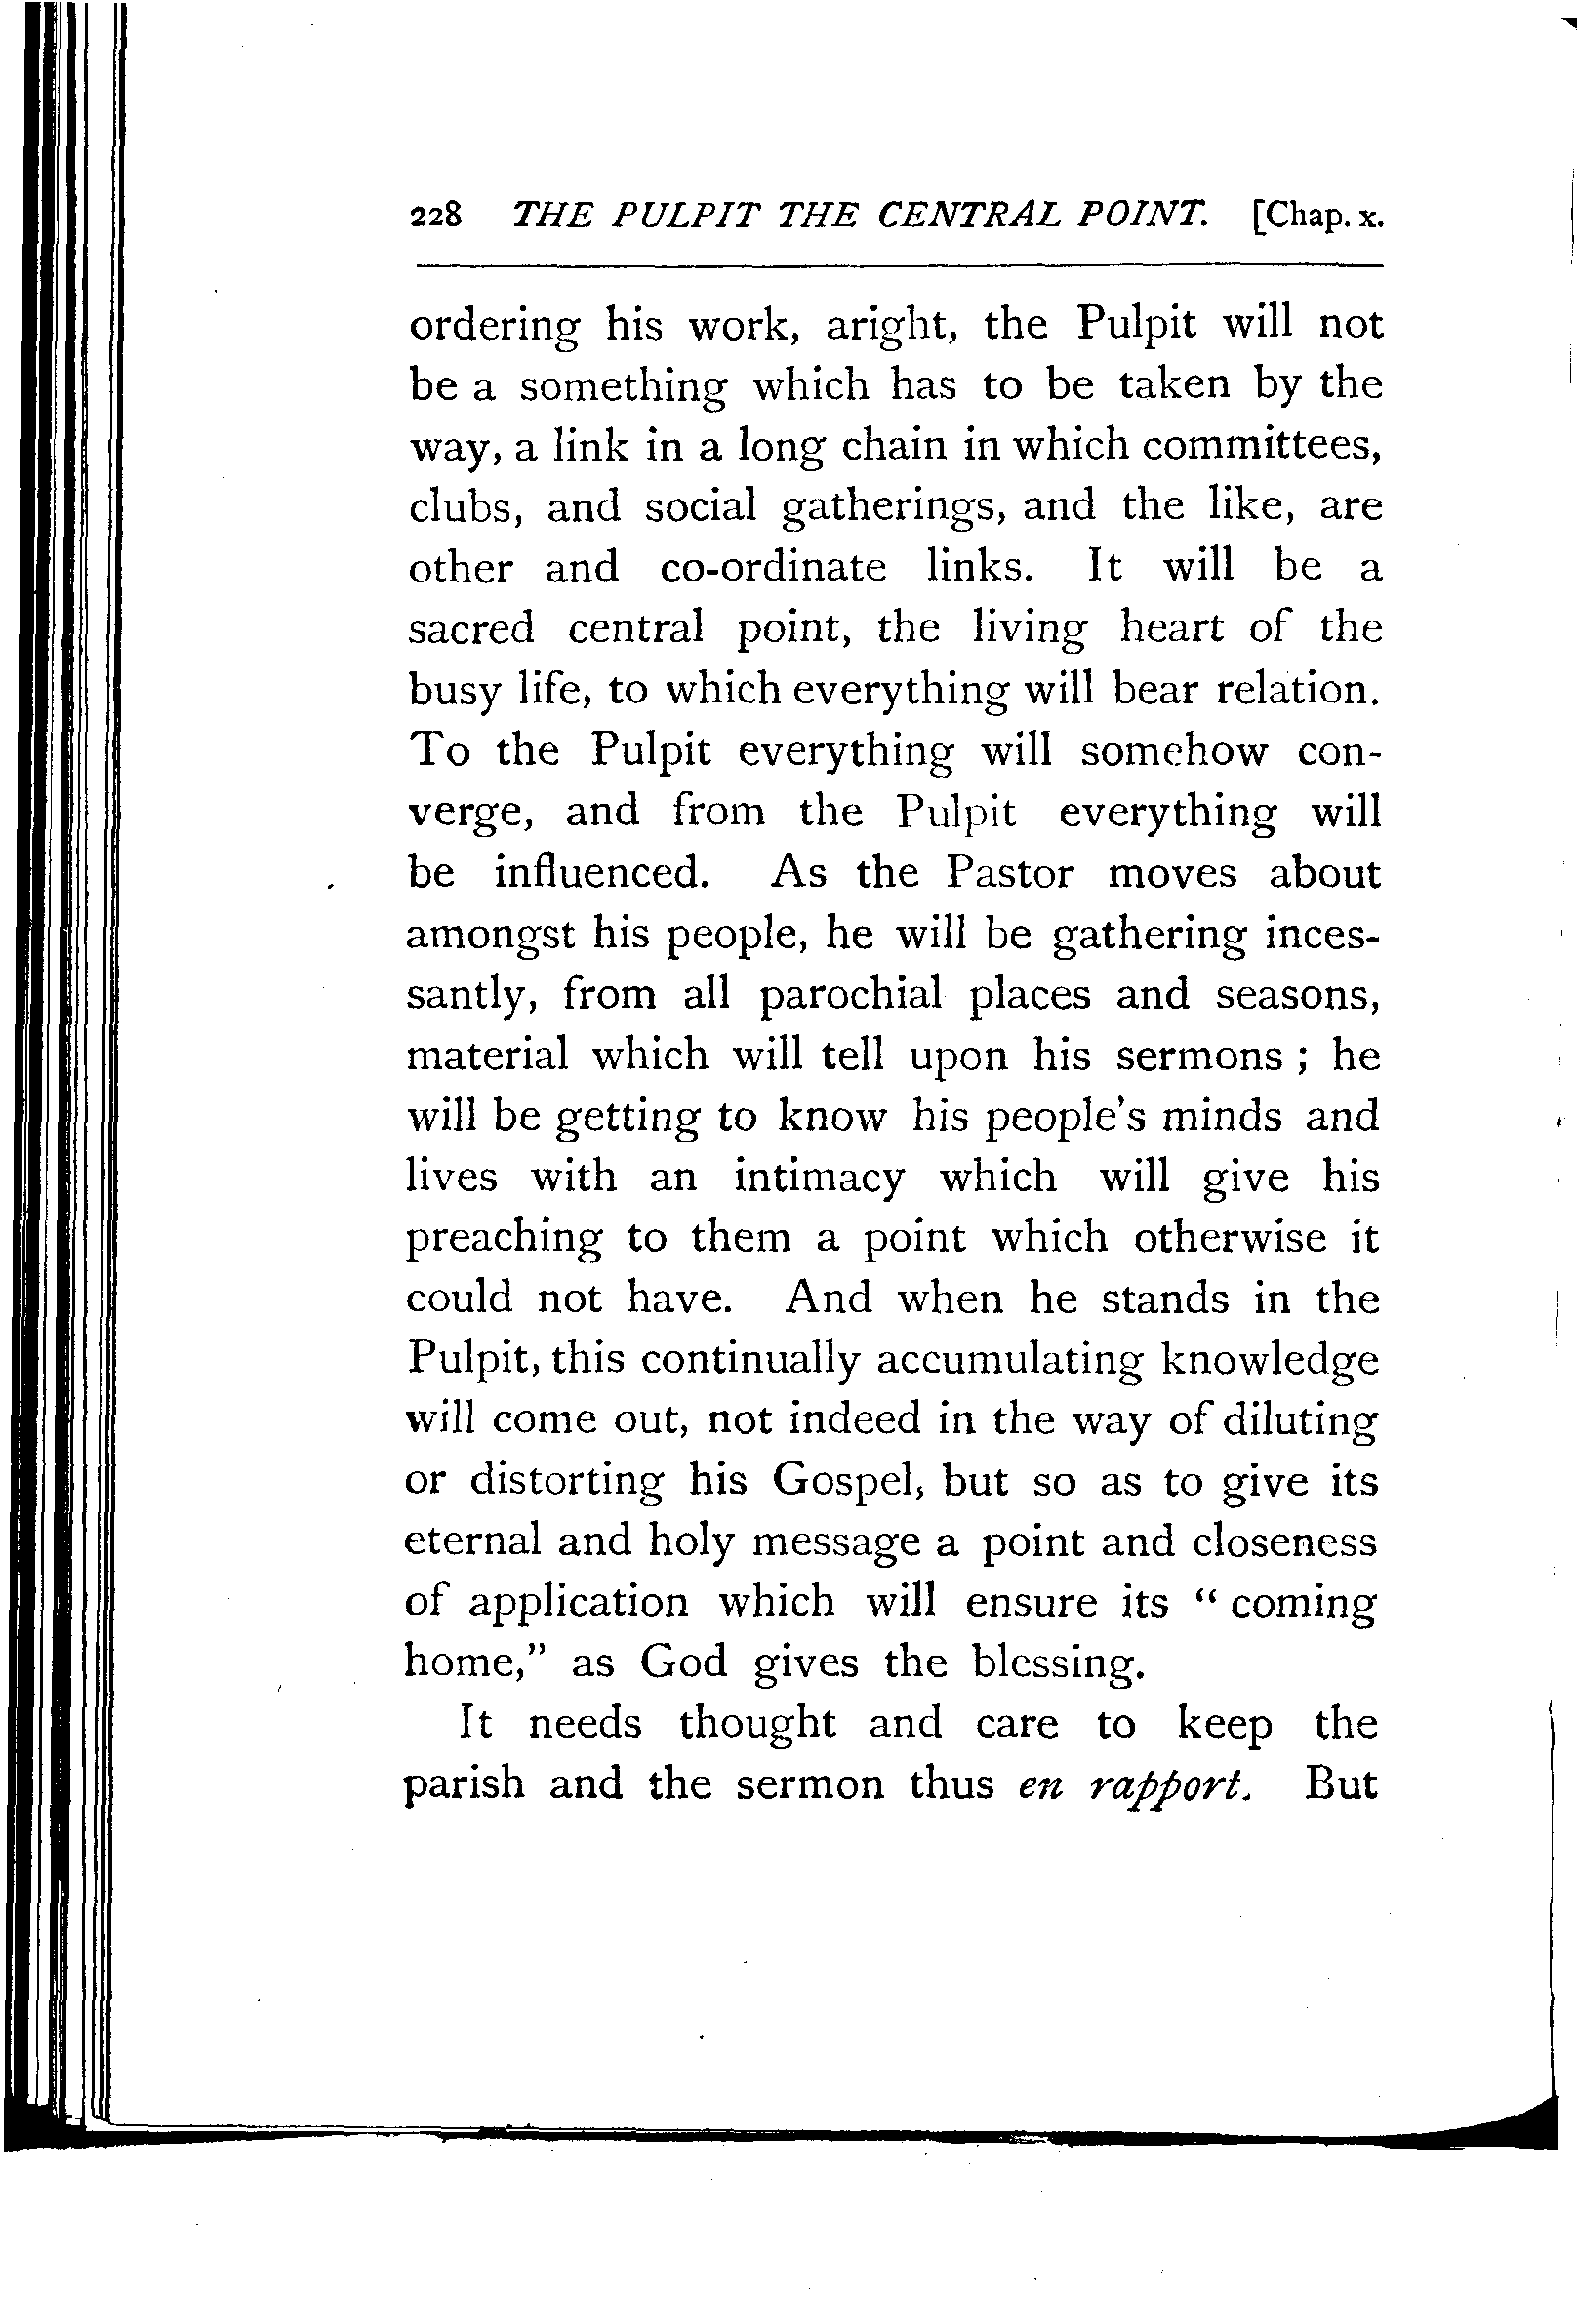 228 THE PULPIT THE CENTRAL POINT. [Chap. x.
ordering his work, aright, the Pulpit will not
be a something which has to be taken by the
way, a link in a long chain in which committees,
clubs, and social gatherings, and the like, are
other and co-ordinate links. It will be a
sacred central point, the living heart of the
busy life, to which everything will bear relation.
To the Pulpit everything will somehow con-
verge, and from the Pulpit everything will
be influenced. As the Pastor moves about
amongst his people, he will be gathering inces-
santly, from all parochial places and seasons,
material which will tell upon his sermons ; he
will be getting to know his people's minds and
lives with an intimacy which will give his
preaching to them a point which otherwise it
could not have. And when he stands in the
Pulpit, this continually accumulating knowledge
will come out, not indeed in the way of diluting
or distorting his Gospel, but so as to give its
eternal and holy message a point and closeness
of application which will ensure its “ coming
home,” as God gives the blessing.
It needs thought and care to keep the
parish and the sermon thus en rapport. But